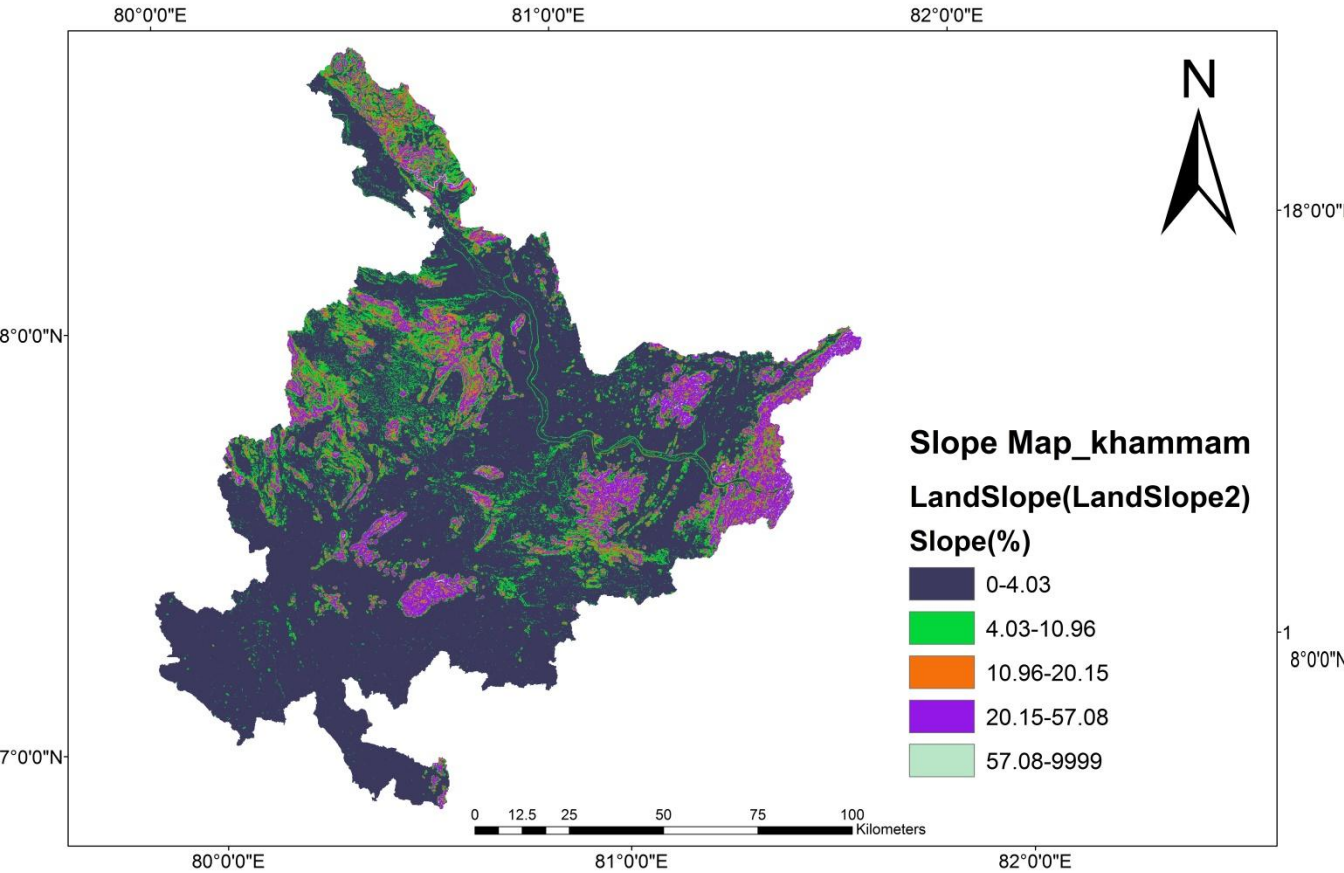 80°0'0"E 81°0'0"E 82°0'0"E
N
18°0'0"
8°0'0"N
Slope Map_khammam
LandSlope(LandSlope2)
Slope(%)
0-4.03
4.03-10.96
10.96-20.15
20.15-57.08
57.08-9999
1
8°0'0"N
7°0'0"N
0 12.5 25 50 75 100
Kilometers
80°0'0"E 81°0'0"E 82°0'0"E